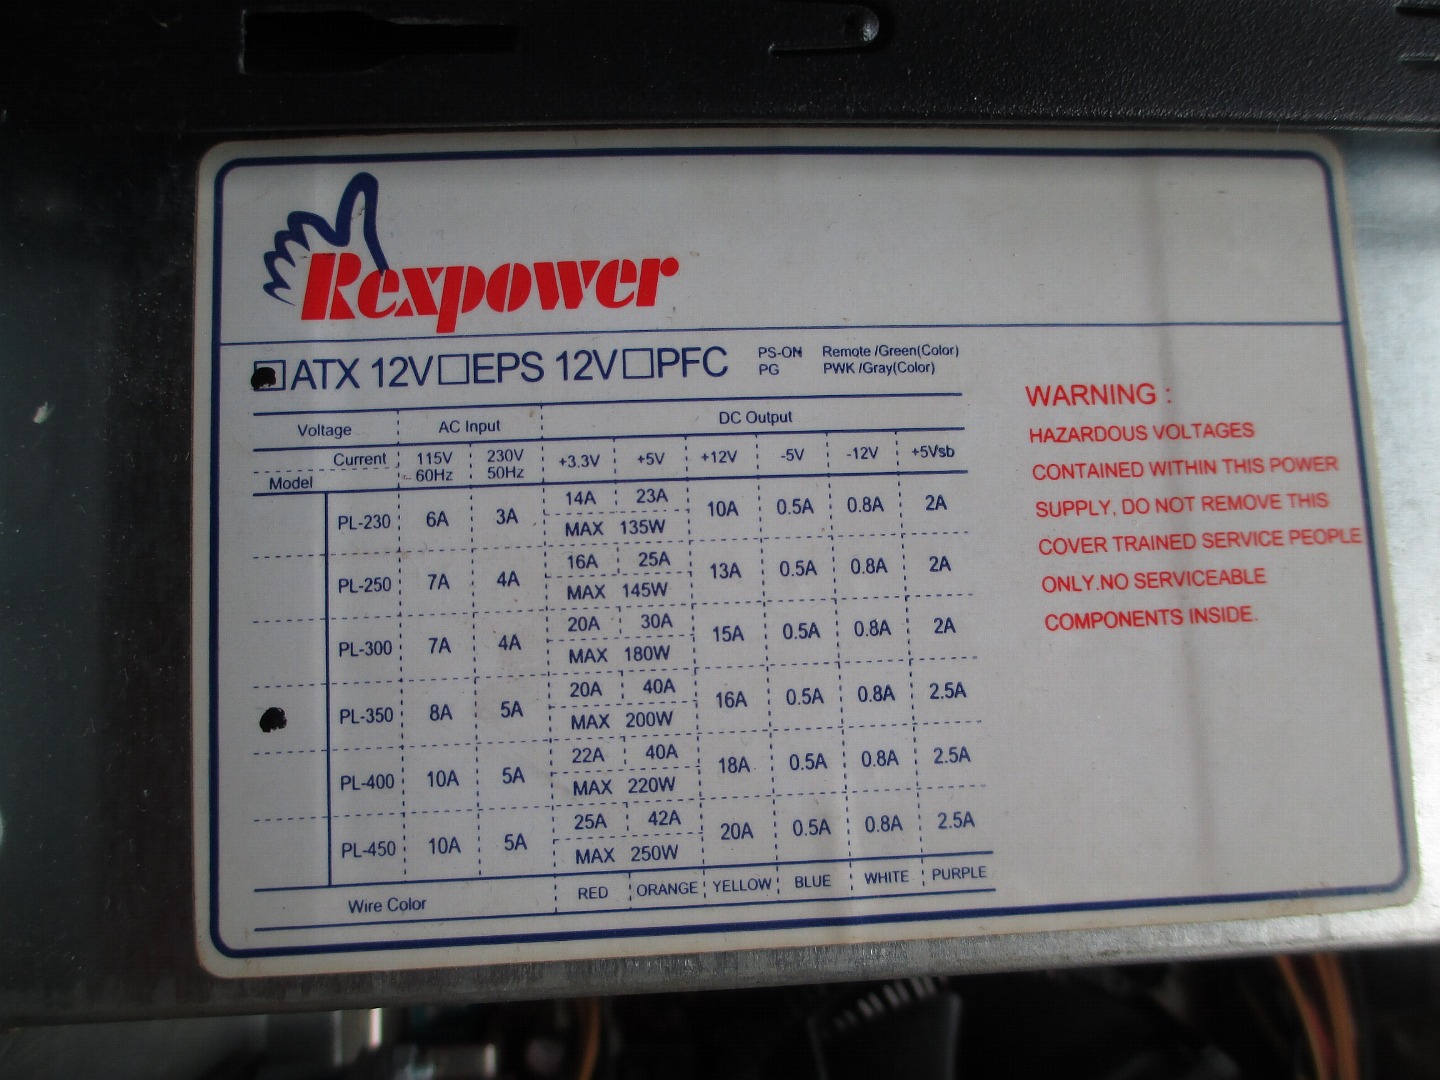 Rexpower
ATX 12V EPS 12V PFC
PS-ON Remote /Green(Color)
PG PWK /Gray(Color)
Voltage AC Input DC Output
Current 115V 60Hz 230V 50Hz +3.3V +5V +12V -5V -12V +5Vsb
Model
PL-230 6A 3A 14A 23A 10A 0.5A 0.8A 2A
MAX 135W
PL-250 7A 4A 16A 25A 13A 0.5A 0.8A 2A
MAX 145W
PL-300 7A 4A 20A 30A 15A 0.5A 0.8A 2A
MAX 180W
PL-350 8A 5A 20A 40A 16A 0.5A 0.8A 2.5A
MAX 200W
PL-400 10A 5A 22A 40A 18A 0.5A 0.8A 2.5A
MAX 220W
PL-450 10A 5A 25A 42A 20A 0.5A 0.8A 2.5A
MAX 250W
Wire Color RED ORANGE YELLOW BLUE WHITE PURPLE
WARNING :
HAZARDOUS VOLTAGES
CONTAINED WITHIN THIS POWER
SUPPLY, DO NOT REMOVE THIS
COVER TRAINED SERVICE PEOPLE
ONLY.NO SERVICEABLE
COMPONENTS INSIDE.